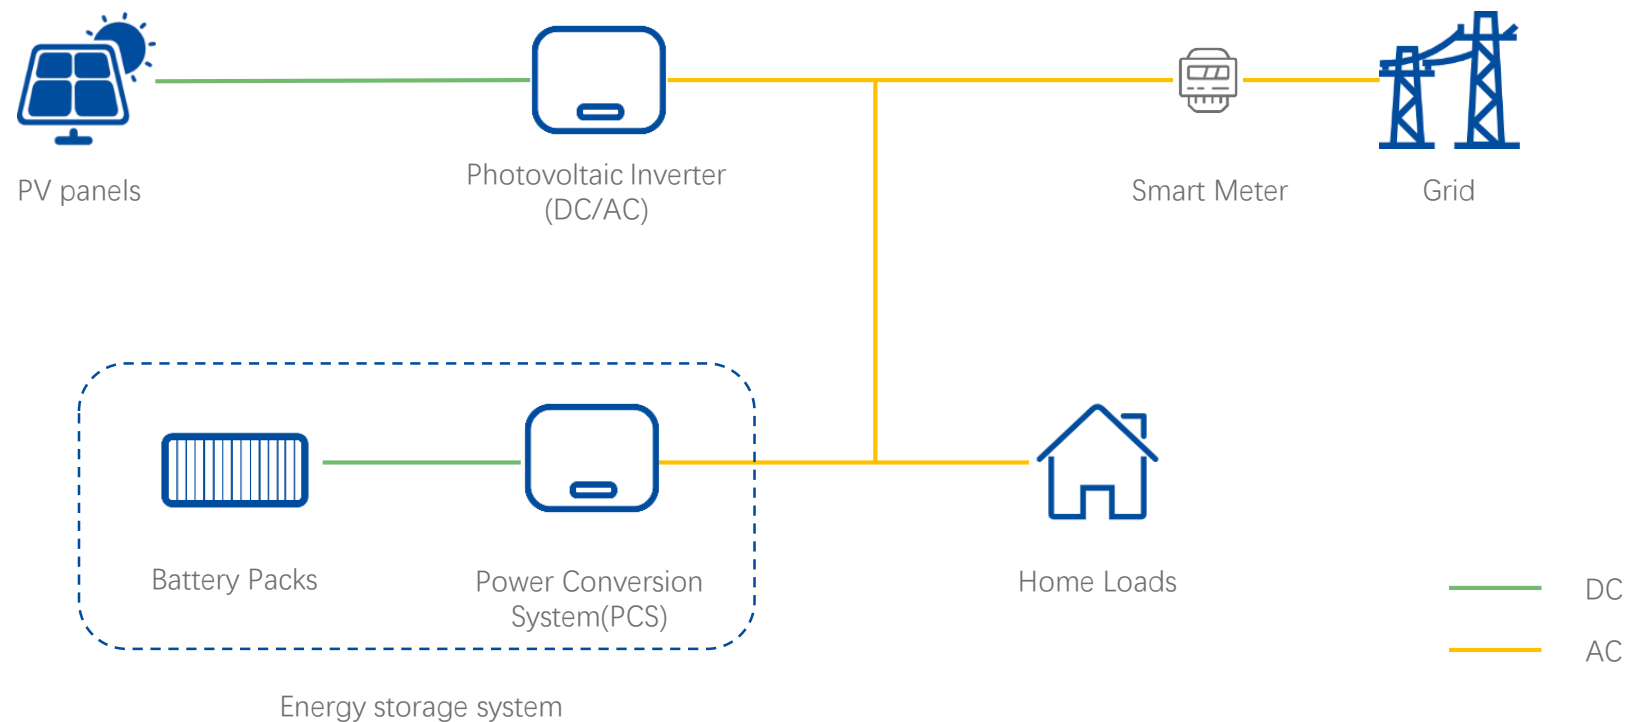 PV panels
Photovoltaic Inverter
(DC/AC)
Smart Meter
Grid
Battery Packs
Power Conversion
System(PCS)
Home Loads
DC
AC
Energy storage system